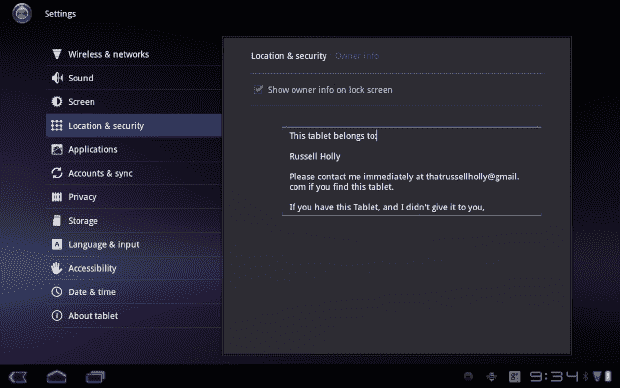 Settings
Wireless & networks
Sound
Screen
Location & security
Applications
Accounts & sync
Privacy
Storage
Language & input
Accessibility
Date & time
About tablet
Location & security Owner info
Show owner info on lock screen
This tablet belongs to:
Russell Holly
Please contact me immediately at thatrussellholly@gmail.
com if you find this tablet.
If you have this Tablet, and I didn't give it to you,
9:34